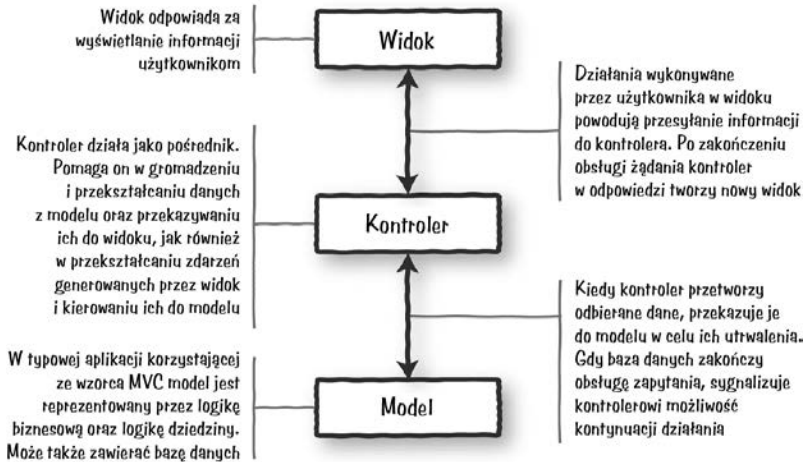 Widok odpowiada za
wyświetlanie informacji
użytkownikom
Widok
Działania wykonywane
przez użytkownika w widoku
powodują przesyłanie informacji
do kontrolera. Po zakończeniu
obsługi żądania kontroler
w odpowiedzi tworzy nowy widok
Kontroler działa jako pośrednik.
Pomaga on w gromadzeniu
i przekształcaniu danych
z modelu oraz przekazywaniu
ich do widoku, jak również
w przekształcaniu zdarzeń
generowanych przez widok
i kierowaniu ich do modelu
Kontroler
Kiedy kontroler przetworzy
odbierane dane, przekazuje je
do modelu w celu ich utrwalenia.
Gdy baza danych zakończy
obsługę zapytania, sygnalizuje
kontrolerowi możliwość
kontynuacji działania
W typowej aplikacji korzystającej
ze wzorca MVC model jest
reprezentowany przez logikę
biznesową oraz logikę dziedziny.
Może także zawierać bazę danych
Model